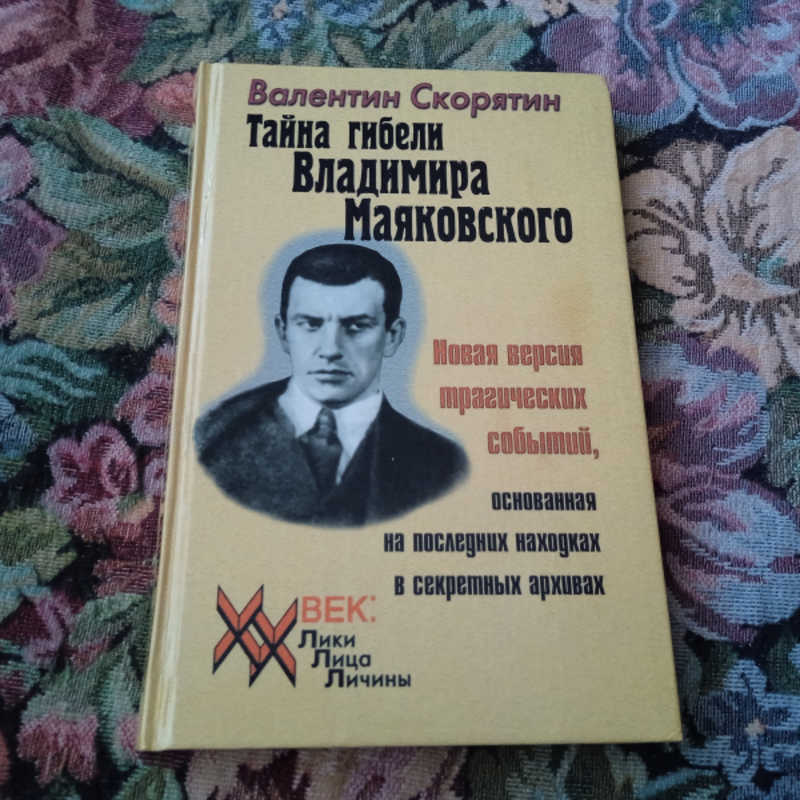 Валентин Скорятин
Тайна гибели
Владимира
Маяковского
Новая версия
трагических
событий,
основанная
на последних находках
в секретных архивах
XX ВЕК:
Лики
Лица
Личины